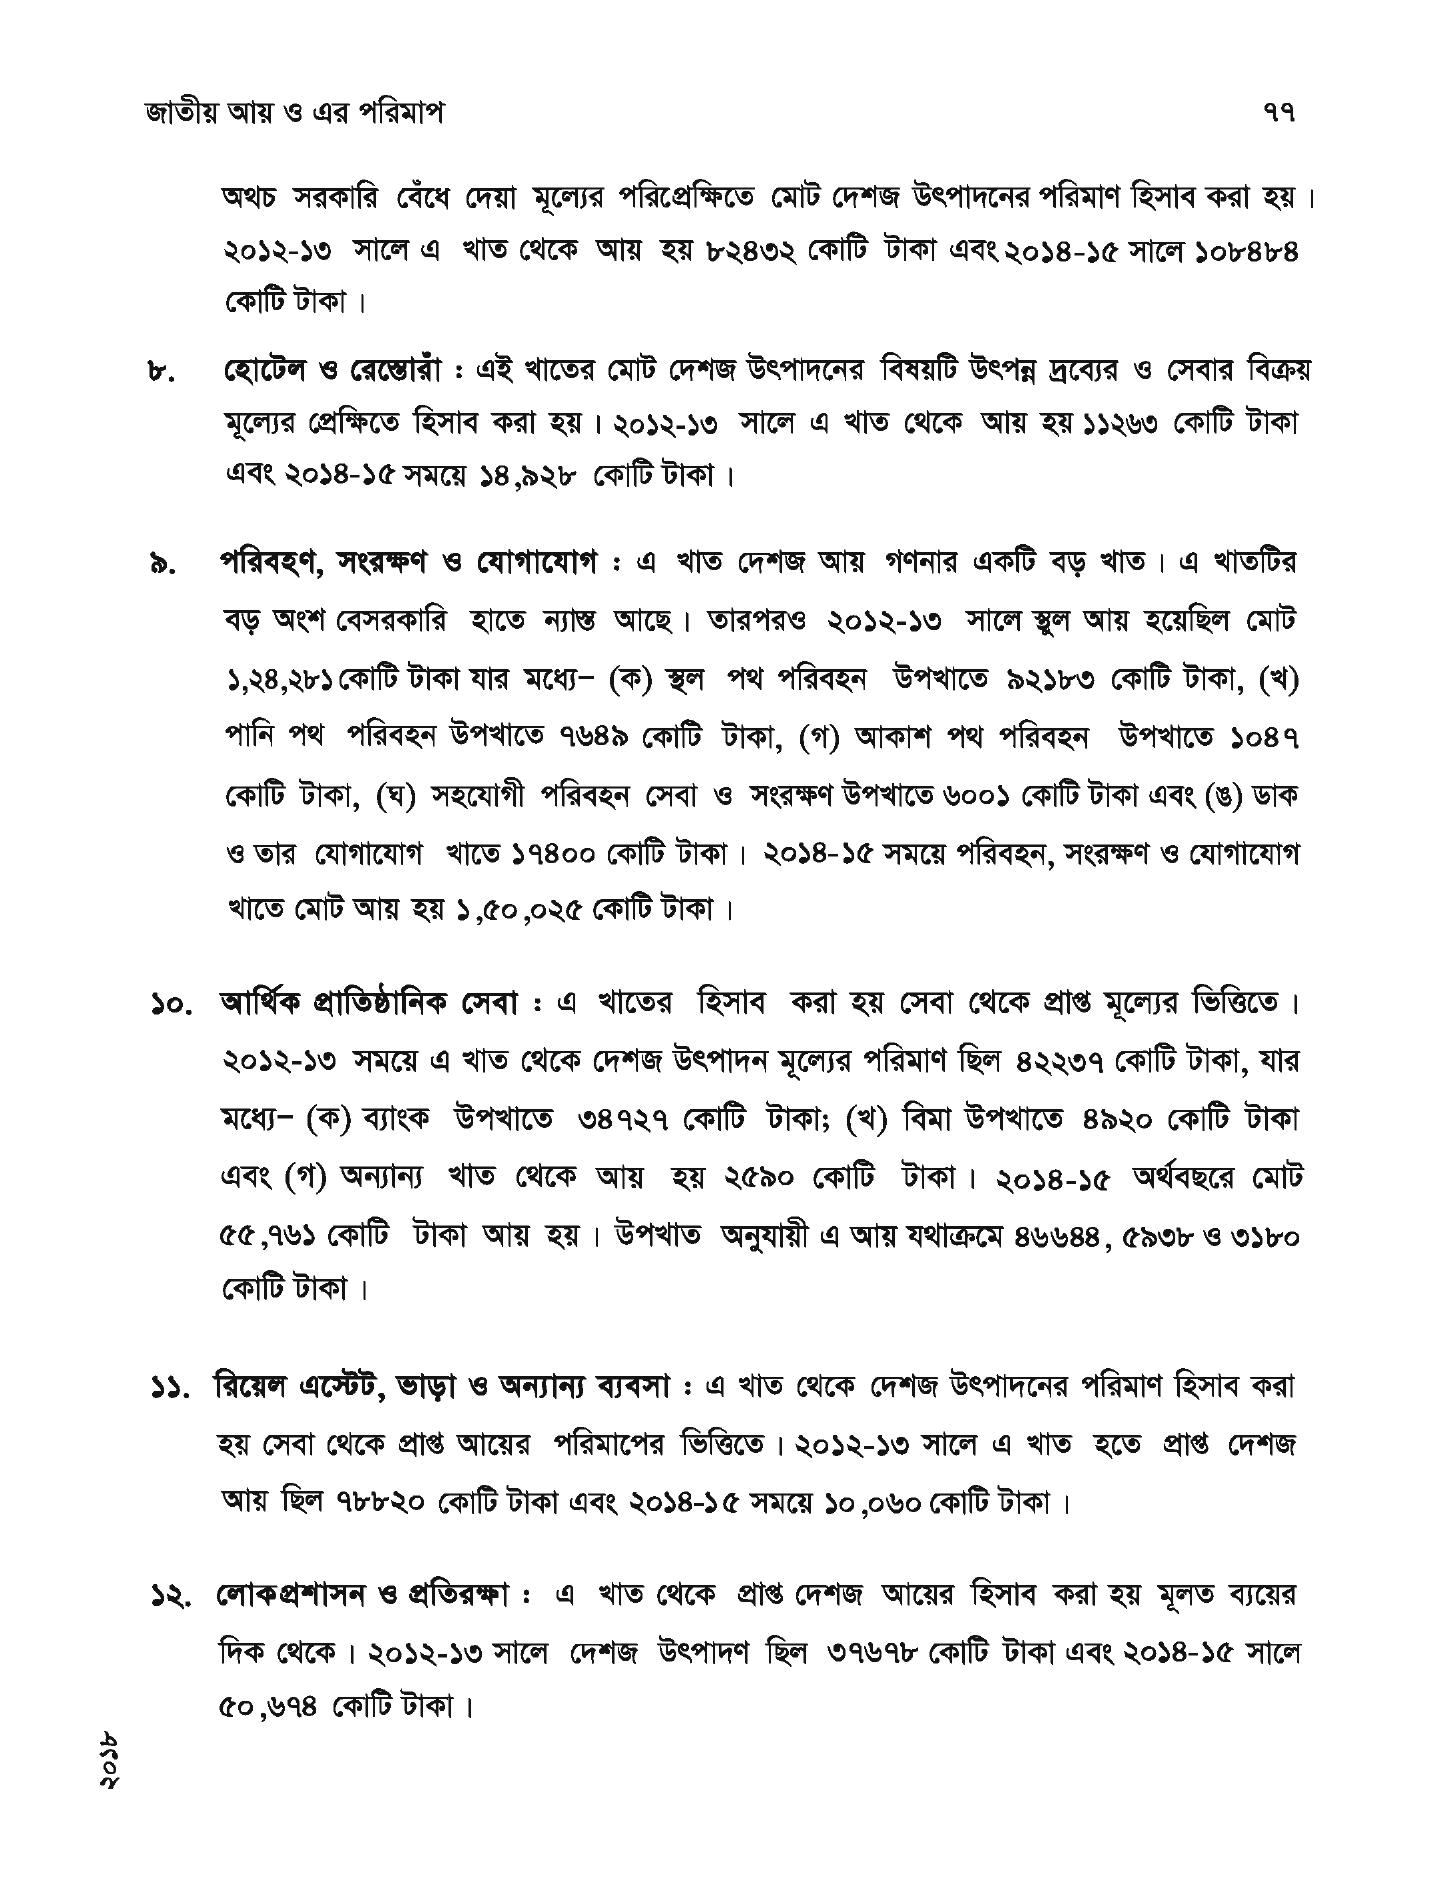 জাতীয় আয় ও এর পরিমাপ ৭৭
অথচ সরকারি বেঁধে দেয়া মূল্যের পরিপ্রেক্ষিতে মোট দেশজ উৎপাদনের পরিমাণ হিসাব করা হয়।
২০১২-১৩ সালে এ খাত থেকে আয় হয় ৮২৪৩২ কোটি টাকা এবং ২০১৪-১৫ সালে ১০৮৪৮৪
কোটি টাকা।
৮. হোটেল ও রেস্তোরাঁ : এই খাতের মোট দেশজ উৎপাদনের বিষয়টি উৎপন্ন দ্রব্যের ও সেবার বিক্রয়
মূল্যের প্রেক্ষিতে হিসাব করা হয়। ২০১২-১৩ সালে এ খাত থেকে আয় হয় ১১২৬৩ কোটি টাকা
এবং ২০১৪-১৫ সময়ে ১৪,৯২৮ কোটি টাকা।
৯. পরিবহণ, সংরক্ষণ ও যোগাযোগ : এ খাত দেশজ আয় গণনার একটি বড় খাত। এ খাতটির
বড় অংশ বেসরকারি হাতে ন্যাস্ত আছে। তারপরও ২০১২-১৩ সালে স্থূল আয় হয়েছিল মোট
১,২৪,২৮১ কোটি টাকা যার মধ্যে– (ক) স্থল পথ পরিবহন উপখাতে ৯২১৮৩ কোটি টাকা, (খ)
পানি পথ পরিবহন উপখাতে ৭৬৪৯ কোটি টাকা, (গ) আকাশ পথ পরিবহন উপখাতে ১০৪৭
কোটি টাকা, (ঘ) সহযোগী পরিবহন সেবা ও সংরক্ষণ উপখাতে ৬০০১ কোটি টাকা এবং (ঙ) ডাক
ও তার যোগাযোগ খাতে ১৭৪০০ কোটি টাকা। ২০১৪-১৫ সময়ে পরিবহন, সংরক্ষণ ও যোগাযোগ
খাতে মোট আয় হয় ১,৫০,০২৫ কোটি টাকা।
১০. আর্থিক প্রাতিষ্ঠানিক সেবা : এ খাতের হিসাব করা হয় সেবা থেকে প্রাপ্ত মূল্যের ভিত্তিতে।
২০১২-১৩ সময়ে এ খাত থেকে দেশজ উৎপাদন মূল্যের পরিমাণ ছিল ৪২২৩৭ কোটি টাকা, যার
মধ্যে– (ক) ব্যাংক উপখাতে ৩৪৭২৭ কোটি টাকা; (খ) বিমা উপখাতে ৪৯২০ কোটি টাকা
এবং (গ) অন্যান্য খাত থেকে আয় হয় ২৫৯০ কোটি টাকা। ২০১৪-১৫ অর্থবছরে মোট
৫৫,৭৬১ কোটি টাকা আয় হয়। উপখাত অনুযায়ী এ আয় যথাক্রমে ৪৬৬৪৪, ৫৯৩৮ ও ৩১৮০
কোটি টাকা।
১১. রিয়েল এস্টেট, ভাড়া ও অন্যান্য ব্যবসা : এ খাত থেকে দেশজ উৎপাদনের পরিমাণ হিসাব করা
হয় সেবা থেকে প্রাপ্ত আয়ের পরিমাপের ভিত্তিতে। ২০১২-১৩ সালে এ খাত হতে প্রাপ্ত দেশজ
আয় ছিল ৭৮৮২০ কোটি টাকা এবং ২০১৪-১৫ সময়ে ১০,০৬০ কোটি টাকা।
১২. লোকপ্রশাসন ও প্রতিরক্ষা : এ খাত থেকে প্রাপ্ত দেশজ আয়ের হিসাব করা হয় মূলত ব্যয়ের
দিক থেকে। ২০১২-১৩ সালে দেশজ উৎপাদণ ছিল ৩৭৬৭৮ কোটি টাকা এবং ২০১৪-১৫ সালে
৫০,৬৭৪ কোটি টাকা।
২০১৮